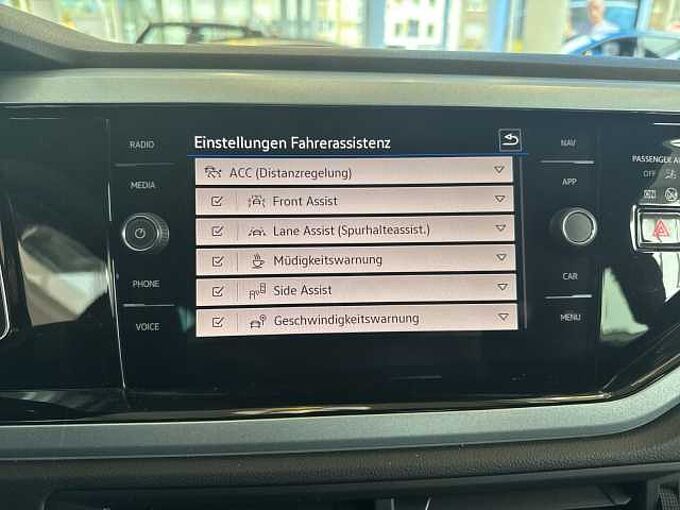 Einstellungen Fahrerassistenz
ACC (Distanzregelung)
Front Assist
Lane Assist (Spurhalteassist.)
Müdigkeitswarnung
Side Assist
Geschwindigkeitswarnung
RADIO
MEDIA
PHONE
VOICE
NAV
APP
CAR
MENU
PASSENGER
OFF
ON